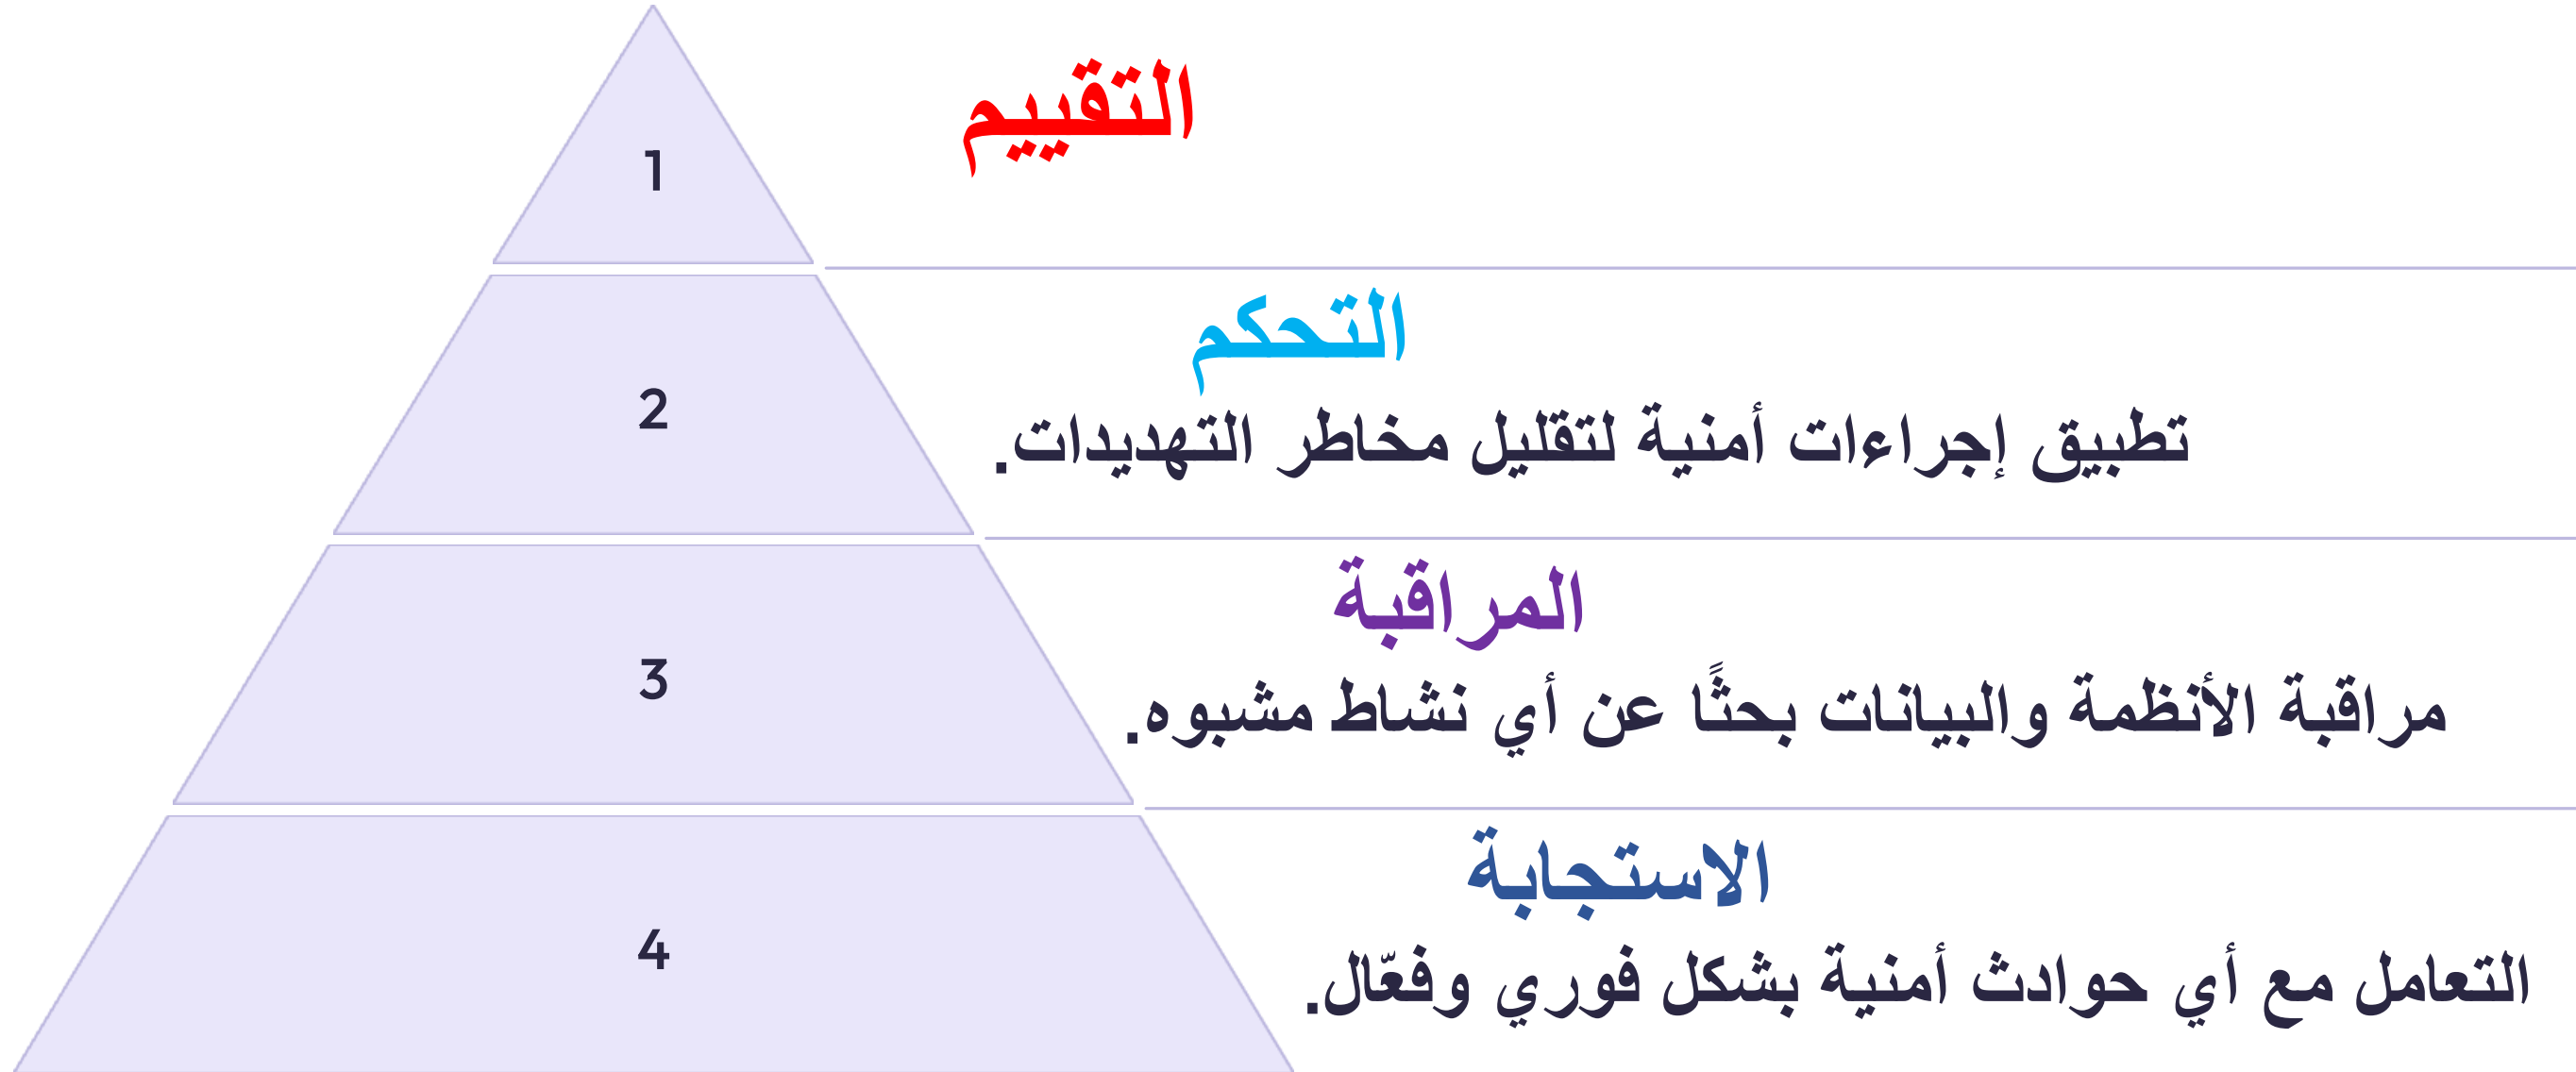 1
التقييم
2
التحكم
تطبيق إجراءات أمنية لتقليل مخاطر التهديدات.
3
المراقبة
مراقبة الأنظمة والبيانات بحثًا عن أي نشاط مشبوه.
4
الاستجابة
التعامل مع أي حوادث أمنية بشكل فوري وفعّال.